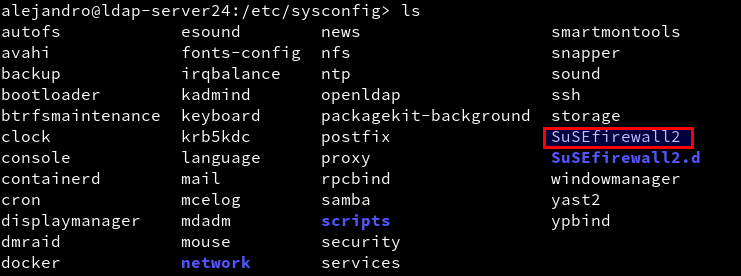 alejandro@ldap-server24:/etc/sysconfig> ls
autofs esound news smartmontools
avahi fonts-config nfs snapper
backup irqbalance ntp sound
bootloader kadmind openldap ssh
btrfsmaintenance keyboard packagekit-background storage
clock krb5kdc postfix SuSEfirewall2
console language proxy SuSEfirewall2.d
containerd mail rpcbind windowmanager
cron mcelog samba yast2
displaymanager mdadm scripts ypbind
dmraid mouse security
docker network services